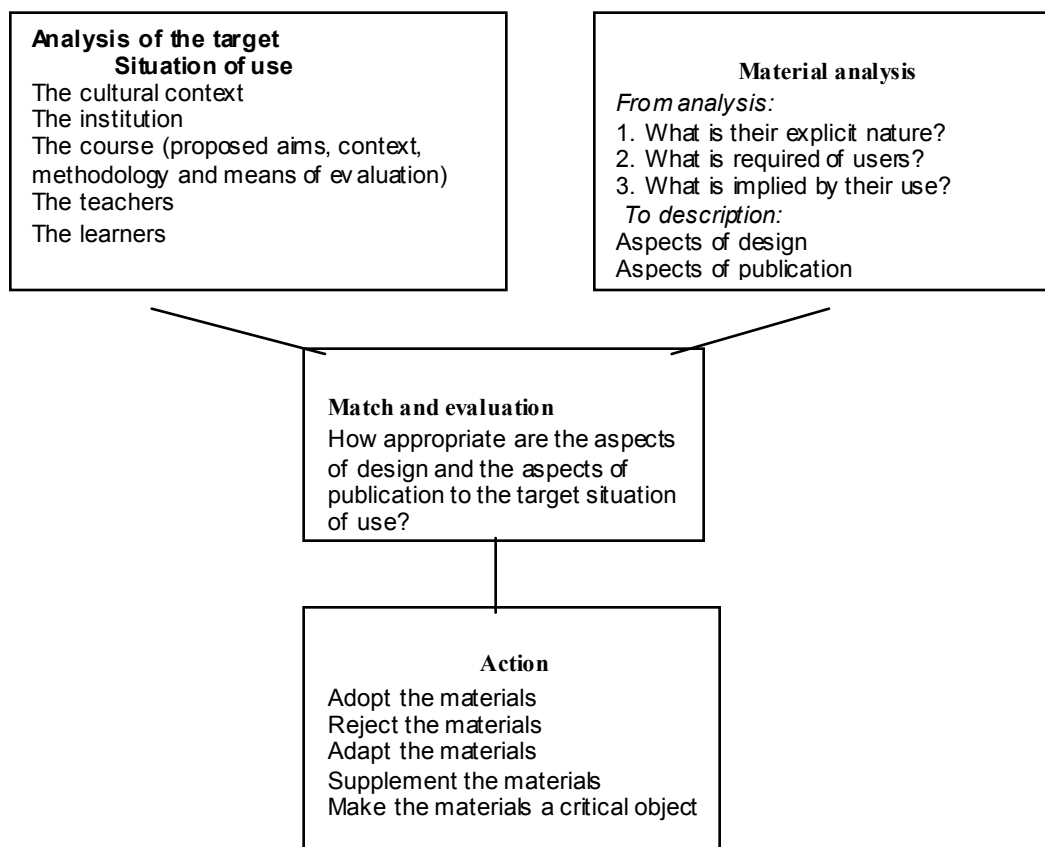 Analysis of the target
Situation of use
The cultural context
The institution
The course (proposed aims, context,
methodology and means of evaluation)
The teachers
The learners
Material analysis
From analysis:
1. What is their explicit nature?
2. What is required of users?
3. What is implied by their use?
To description:
Aspects of design
Aspects of publication
Match and evaluation
How appropriate are the aspects
of design and the aspects of
publication to the target situation
of use?
Action
Adopt the materials
Reject the materials
Adapt the materials
Supplement the materials
Make the materials a critical object